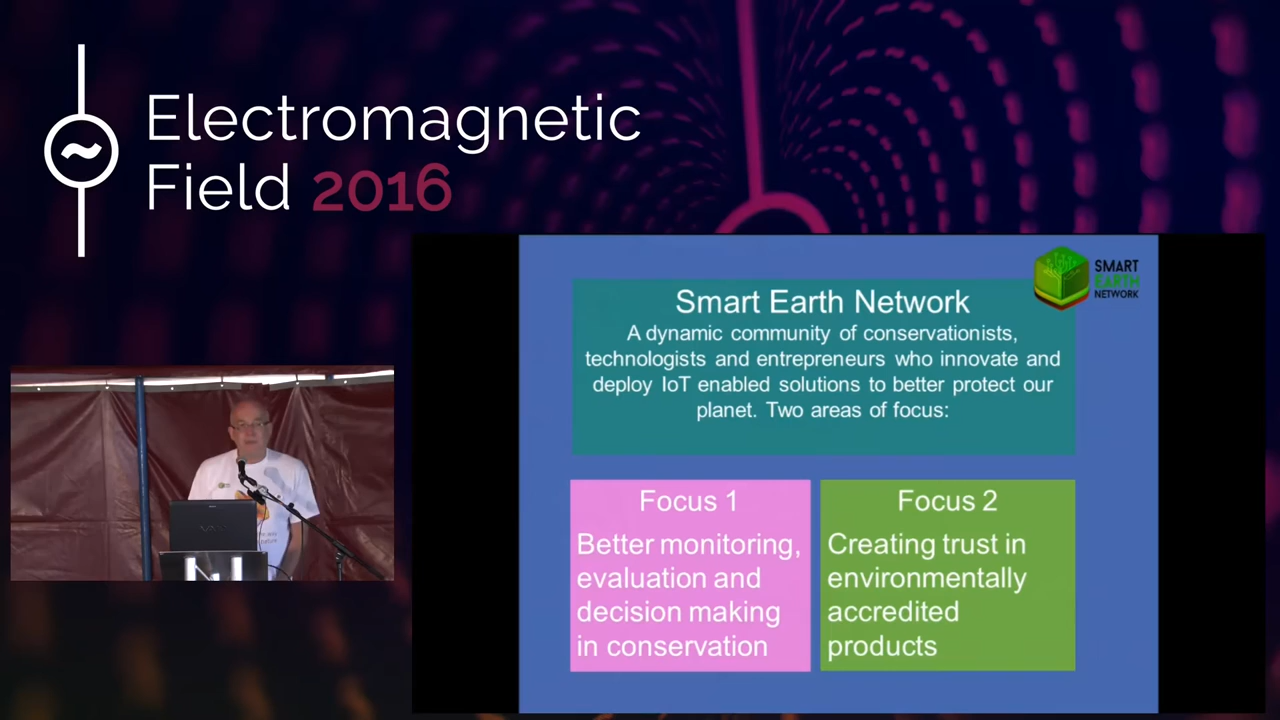 Electromagnetic
Field 2016
SMART
EARTH
NETWORK
Smart Earth Network
A dynamic community of conservationists,
technologists and entrepreneurs who innovate and
deploy IoT enabled solutions to better protect our
planet. Two areas of focus:
Focus 1
Better monitoring,
evaluation and
decision making
in conservation
Focus 2
Creating trust in
environmentally
accredited
products
VAIO